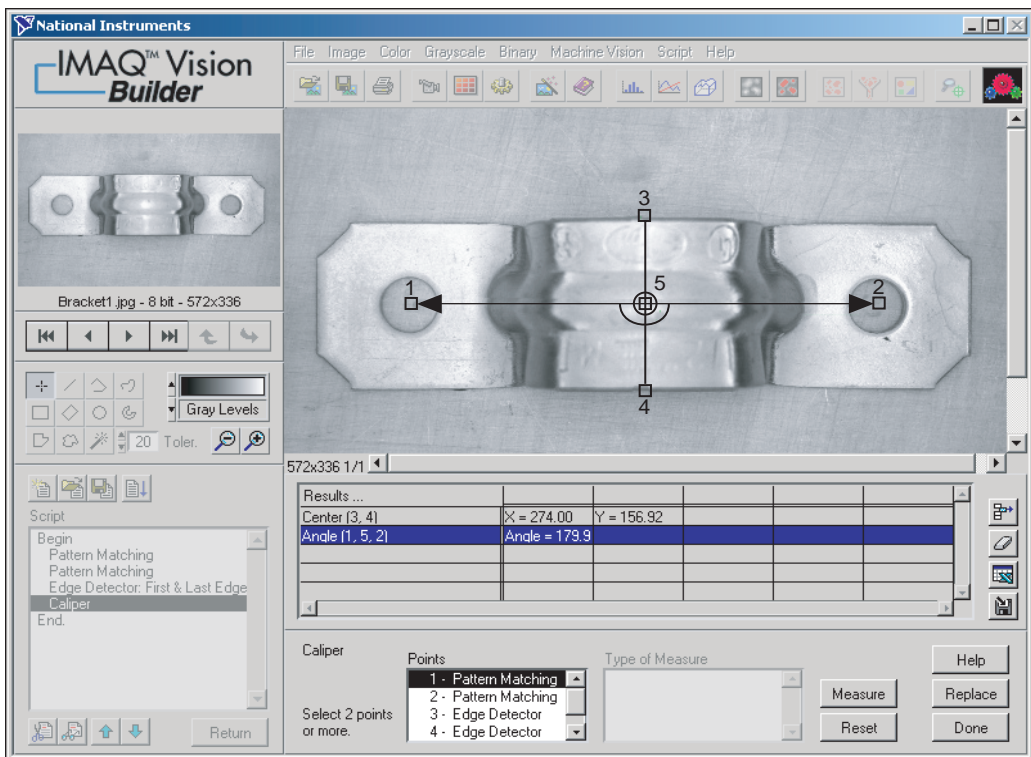 National Instruments
IMAQ™ Vision
Builder
File Image Color Grayscale Binary Machine Vision Script Help
Bracket1.jpg - 8 bit - 572x336
3
1
5
2
4
Gray Levels
20 Toler.
572x336 1/1
Results ...
Center (3, 4) X = 274.00 Y = 156.92
Angle (1, 5, 2) Angle = 179.9
Script
Begin
Pattern Matching
Pattern Matching
Edge Detector: First & Last Edge
Caliper
End.
Return
Caliper
Select 2 points
or more.
Points
1 - Pattern Matching
2 - Pattern Matching
3 - Edge Detector
4 - Edge Detector
Type of Measure
Measure
Reset
Help
Replace
Done